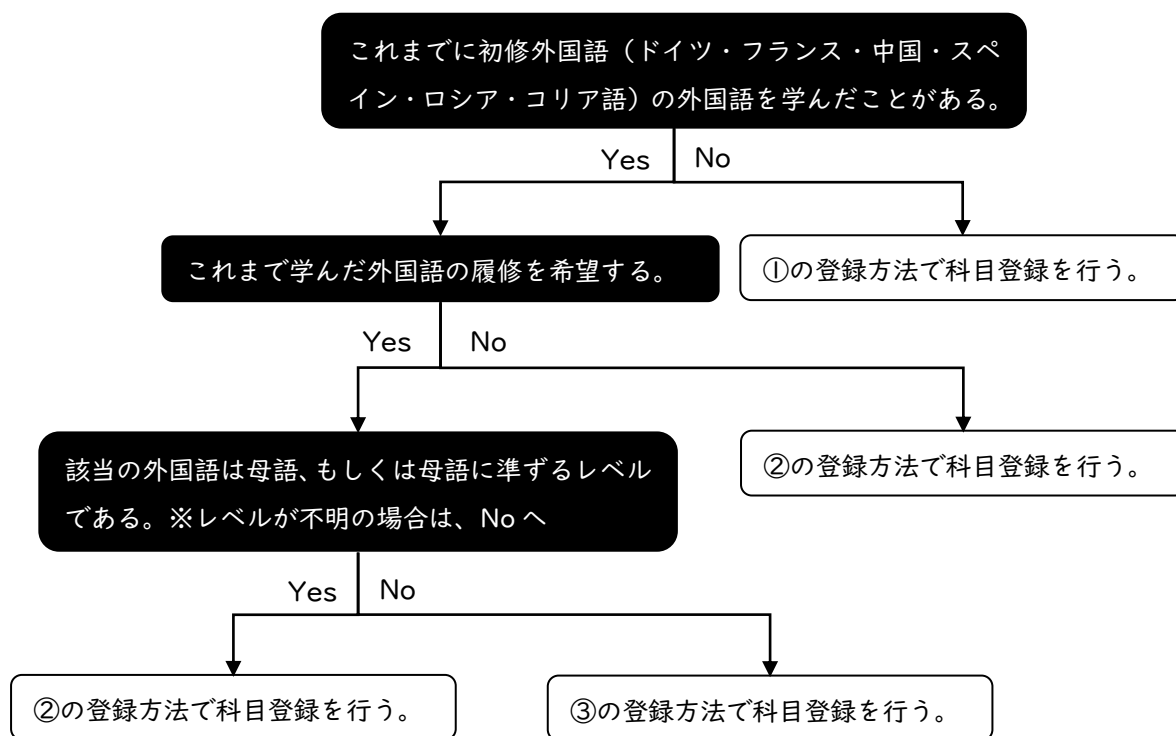 これまでに初修外国語（ドイツ・フランス・中国・スペ
イン・ロシア・コリア語）の外国語を学んだことがある。
Yes No
これまで学んだ外国語の履修を希望する。
①の登録方法で科目登録を行う。
Yes No
該当の外国語は母語、もしくは母語に準ずるレベル
である。※レベルが不明の場合は、No へ
②の登録方法で科目登録を行う。
Yes No
②の登録方法で科目登録を行う。
③の登録方法で科目登録を行う。